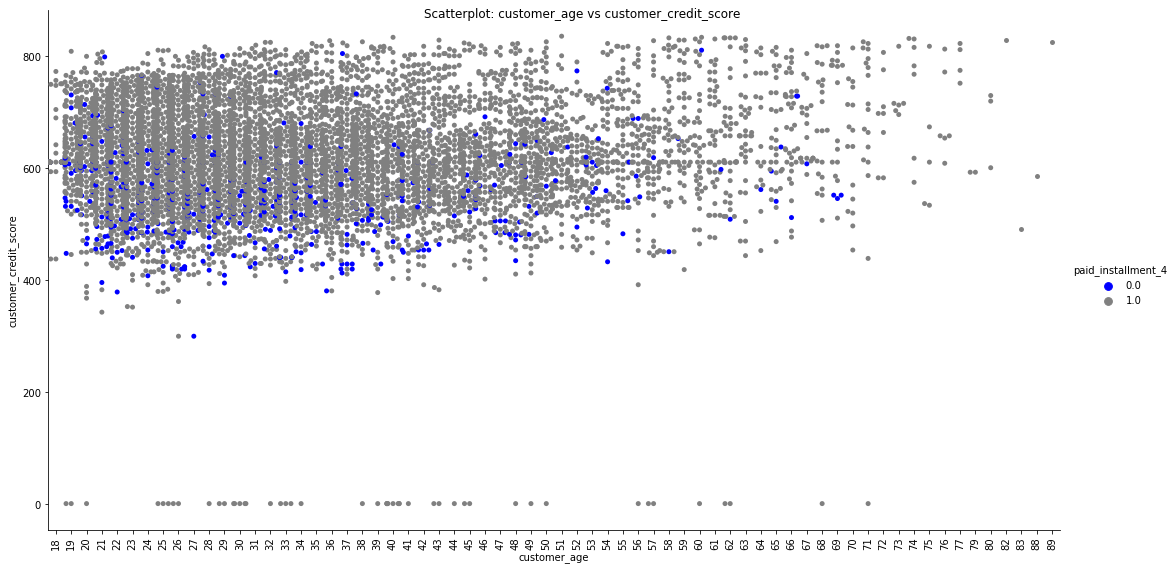 Scatterplot: customer_age vs customer_credit_score
customer_credit_score
800
600
400
200
0
18 19 20 21 22 23 24 25 26 27 28 29 30 31 32 33 34 35 36 37 38 39 40 41 42 43 44 45 46 47 48 49 50 51 52 53 54 55 56 57 58 59 60 61 62 63 64 65 66 67 68 69 70 71 72 73 74 75 76 77 79 80 82 83 88 89
customer_age
paid_installment_4
0.0
1.0